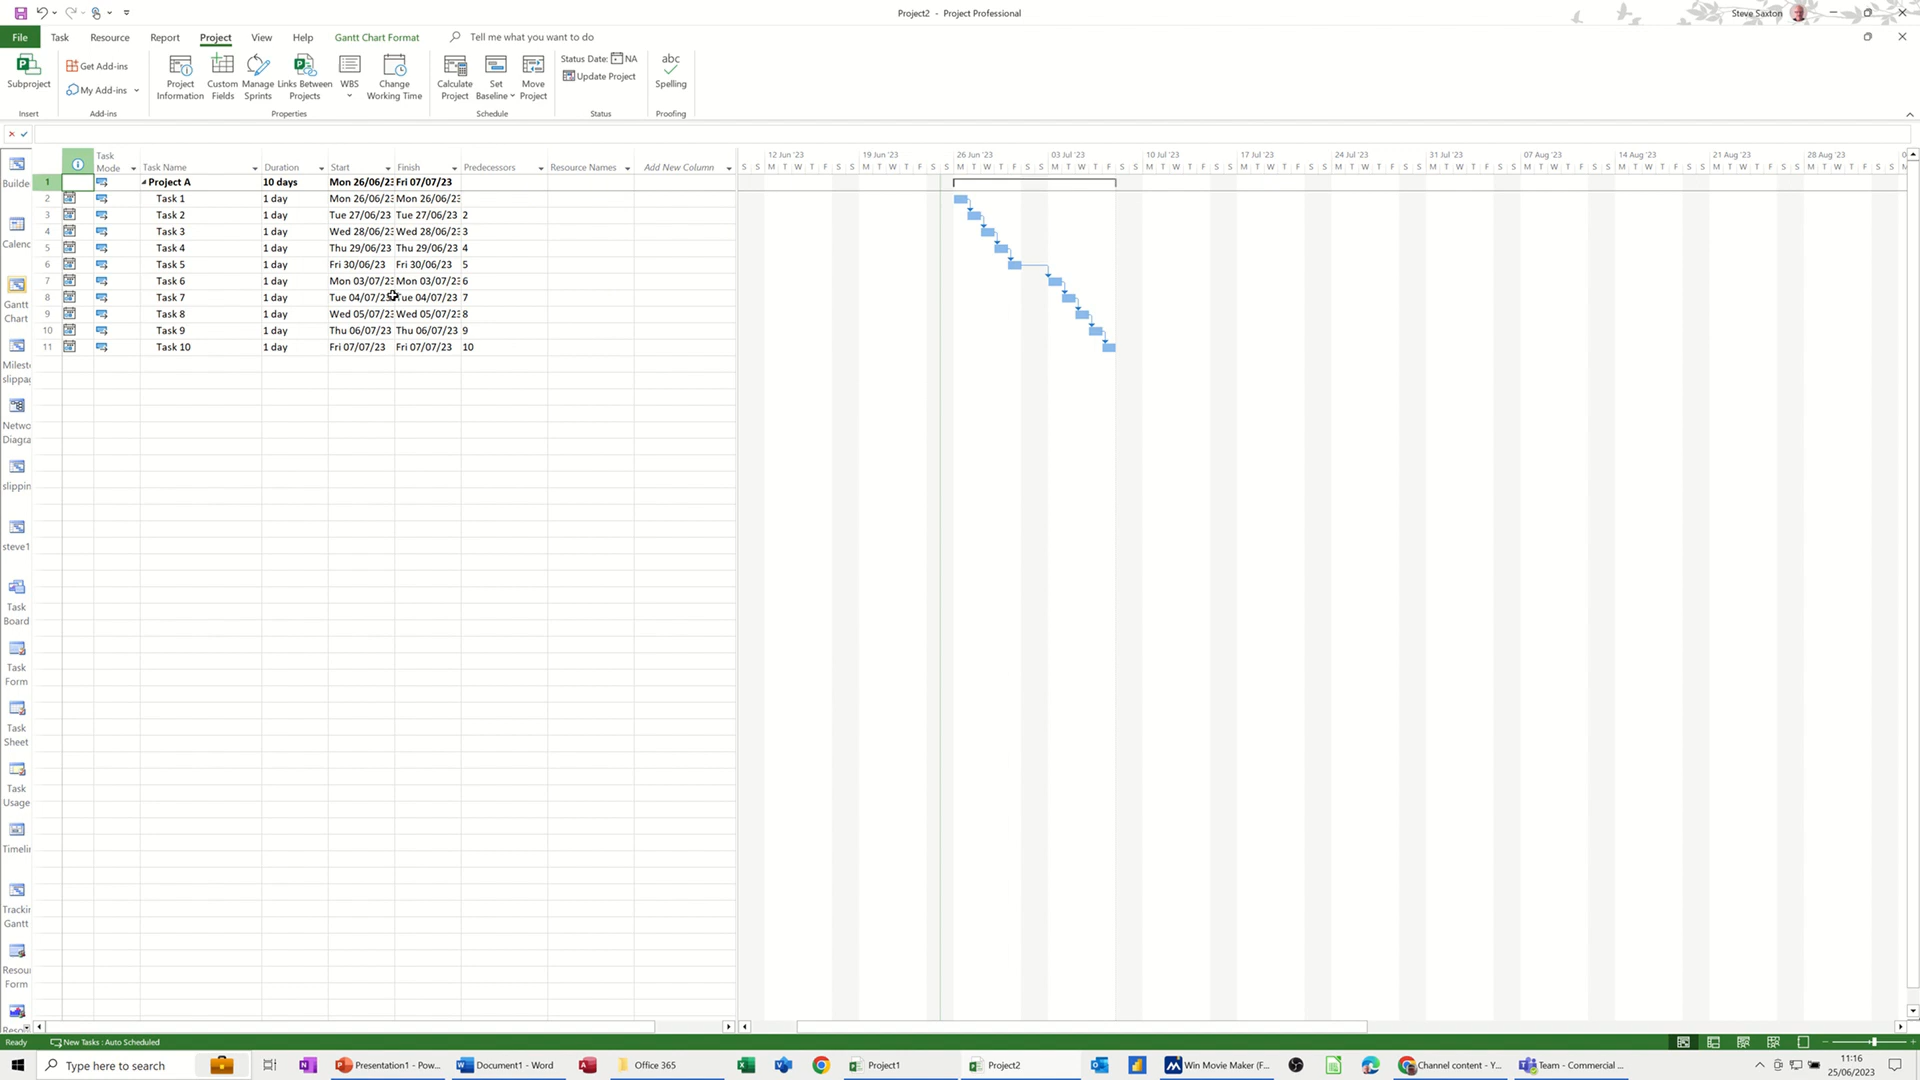 Project2 - Project Professional
Steve Saxton
File Task Resource Report Project View Help Gantt Chart Format Tell me what you want to do
Subproject
Get Add-ins
My Add-ins
Project Information
Custom Fields
Manage Sprints
Links Between Projects
WBS
Change Working Time
Calculate Project
Set Baseline
Move Project
Status Date: NA
Update Project
abc
Spelling
Insert Add-ins Properties Schedule Status Proofing
Task Mode Task Name Duration Start Finish Predecessors Resource Names Add New Column
12 Jun '23 19 Jun '23 26 Jun '23 03 Jul '23 10 Jul '23 17 Jul '23 24 Jul '23 31 Jul '23 07 Aug '23 14 Aug '23 21 Aug '23 28 Aug '23
S S M T W T F S S M T W T F S S M T W T F S S M T W T F S S M T W T F S S M T W T F S S M T W T F S S M T W T F S S M T W T F S S M T W T F S S M T W T F S S M T W T F S S
1 Project A 10 days Mon 26/06/23 Fri 07/07/23
2 Task 1 1 day Mon 26/06/23 Mon 26/06/23
3 Task 2 1 day Tue 27/06/23 Tue 27/06/23 2
4 Task 3 1 day Wed 28/06/23 Wed 28/06/23 3
5 Task 4 1 day Thu 29/06/23 Thu 29/06/23 4
6 Task 5 1 day Fri 30/06/23 Fri 30/06/23 5
7 Task 6 1 day Mon 03/07/23 Mon 03/07/23 6
8 Task 7 1 day Tue 04/07/23 Tue 04/07/23 7
9 Task 8 1 day Wed 05/07/23 Wed 05/07/23 8
10 Task 9 1 day Thu 06/07/23 Thu 06/07/23 9
11 Task 10 1 day Fri 07/07/23 Fri 07/07/23 10
Builde
Calend
Gantt
Chart
Milest
slippag
Netwo
Diagra
slippin
steve1
Task
Board
Task
Form
Task
Sheet
Task
Usage
Timelin
Trackin
Gantt
Resou
Form
Resou
Ready New Tasks : Auto Scheduled
Type here to search
Presentation1 - Pow...
Document1 - Word
Office 365
Project1
Project2
Win Movie Maker (F...
Channel content - Y...
Team - Commercial ...
11:16
25/06/2023